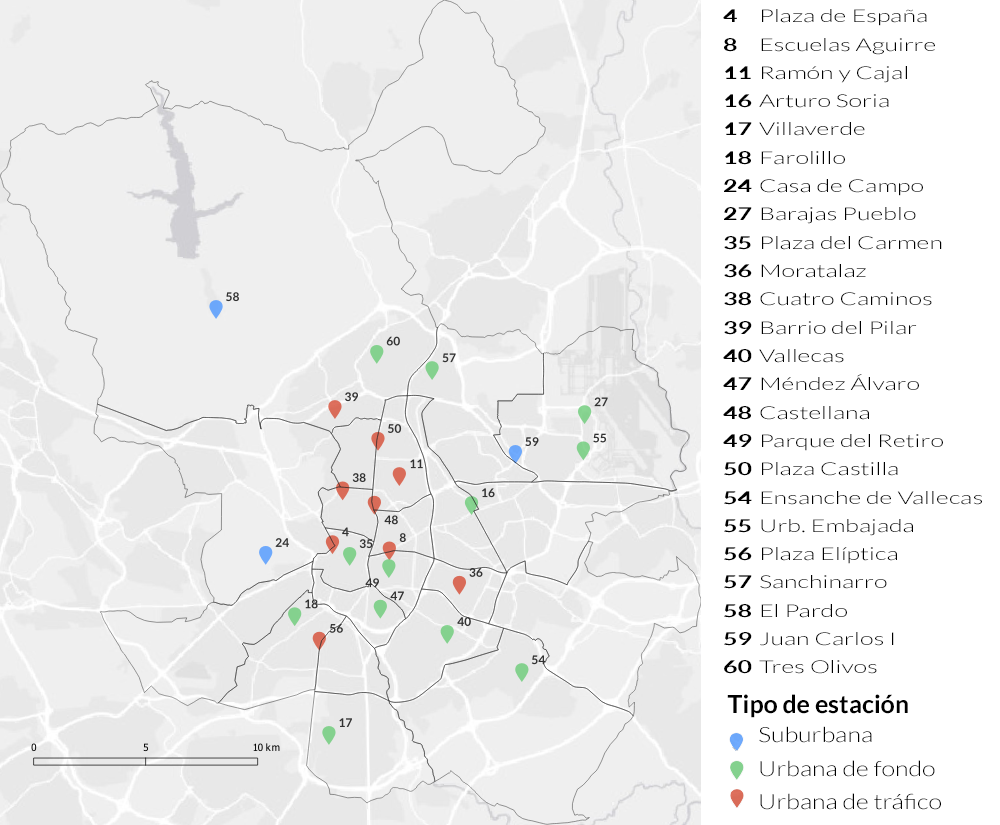 58
60
57
39
27
50
59
55
11
38
16
48
4
35
8
24
49
36
47
18
40
56
54
17
0 5 10 km
4 Plaza de España
8 Escuelas Aguirre
11 Ramón y Cajal
16 Arturo Soria
17 Villaverde
18 Farolillo
24 Casa de Campo
27 Barajas Pueblo
35 Plaza del Carmen
36 Moratalaz
38 Cuatro Caminos
39 Barrio del Pilar
40 Vallecas
47 Méndez Álvaro
48 Castellana
49 Parque del Retiro
50 Plaza Castilla
54 Ensanche de Vallecas
55 Urb. Embajada
56 Plaza Elíptica
57 Sanchinarro
58 El Pardo
59 Juan Carlos I
60 Tres Olivos
Tipo de estación
Suburbana
Urbana de fondo
Urbana de tráfico